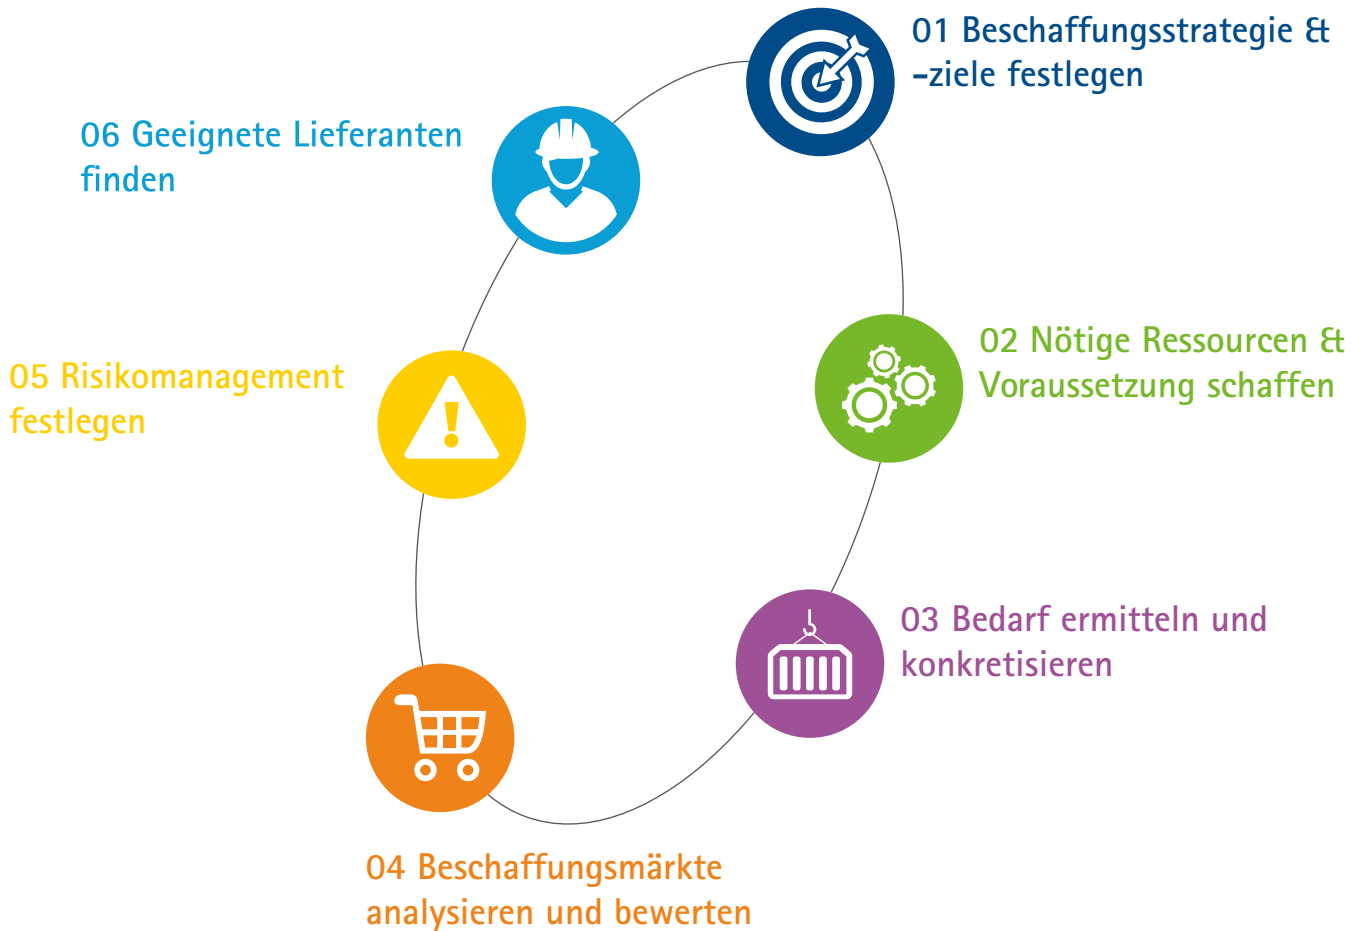 01 Beschaffungsstrategie &
-ziele festlegen
02 Nötige Ressourcen &
Voraussetzung schaffen
03 Bedarf ermitteln und
konkretisieren
04 Beschaffungsmärkte
analysieren und bewerten
05 Risikomanagement
festlegen
06 Geeignete Lieferanten
finden